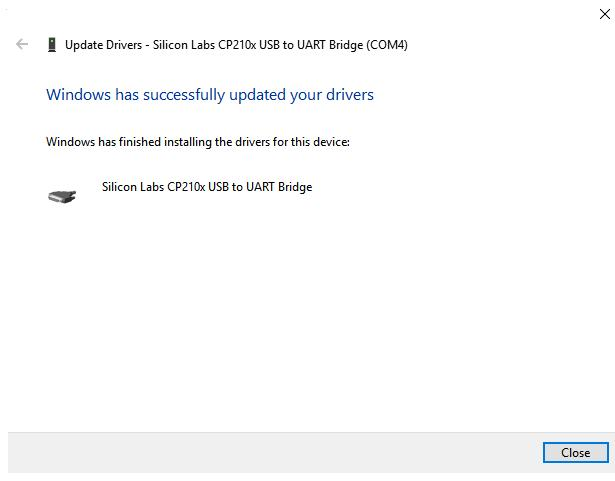 Update Drivers - Silicon Labs CP210x USB to UART Bridge (COM4)
Windows has successfully updated your drivers
Windows has finished installing the drivers for this device:
Silicon Labs CP210x USB to UART Bridge
Close